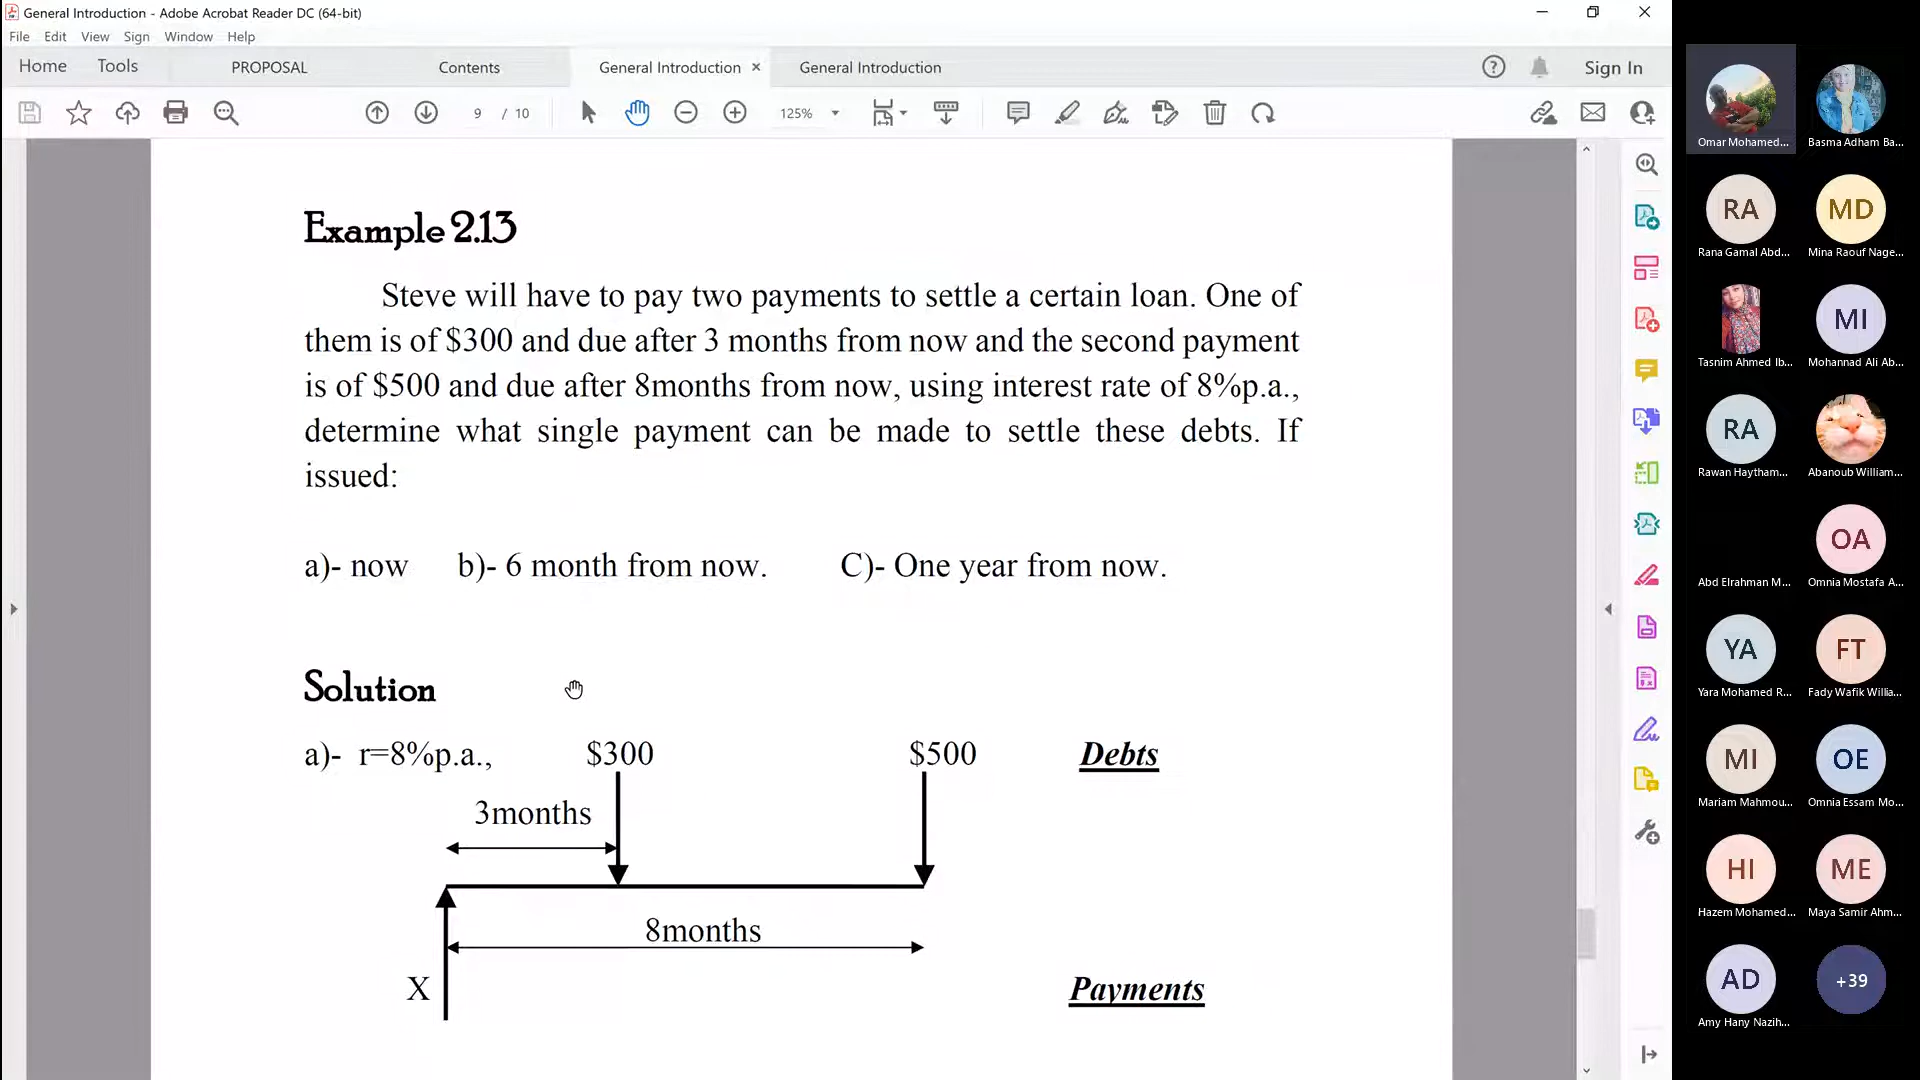 General Introduction - Adobe Acrobat Reader DC (64-bit)
File Edit View Sign Window Help
Home Tools PROPOSAL Contents General Introduction × General Introduction Sign In
9 / 10 125%
Example 2.13
Steve will have to pay two payments to settle a certain loan. One of
them is of $300 and due after 3 months from now and the second payment
is of $500 and due after 8months from now, using interest rate of 8%p.a.,
determine what single payment can be made to settle these debts. If
issued:
a)- now b)- 6 month from now. C)- One year from now.
Solution
a)- r=8%p.a., $300 $500 Debts
3months
8months
X Payments
Omar Mohamed... Basma Adham Ba...
RA MD
Rana Gamal Abd... Mina Raouf Nage...
MI
Tasnim Ahmed Ib... Mohannad Ali Ab...
RA
Rawan Haytham... Abanoub William...
OA
Abd Elrahman M... Omnia Mostafa A...
YA FT
Yara Mohamed R... Fady Wafik Willia...
MI OE
Mariam Mahmou... Omnia Essam Mo...
HI ME
Hazem Mohamed... Maya Samir Ahm...
AD +39
Amy Hany Nazih...